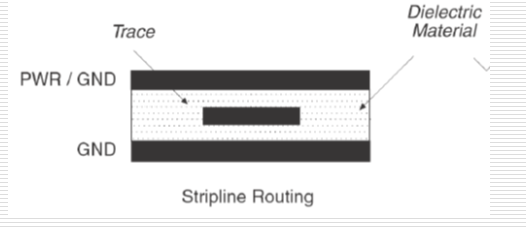 Dielectric
Material
Trace
PWR / GND
GND
Stripline Routing